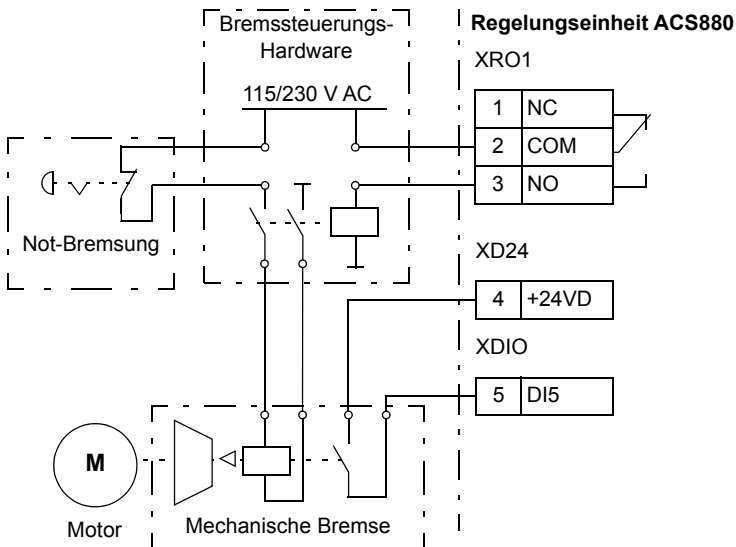 Bremssteuerungs-
Hardware
115/230 V AC
Regelungseinheit ACS880
XRO1
1 NC
2 COM
3 NO
Not-Bremsung
XD24
4 +24VD
XDIO
5 DI5
M
Motor
Mechanische Bremse